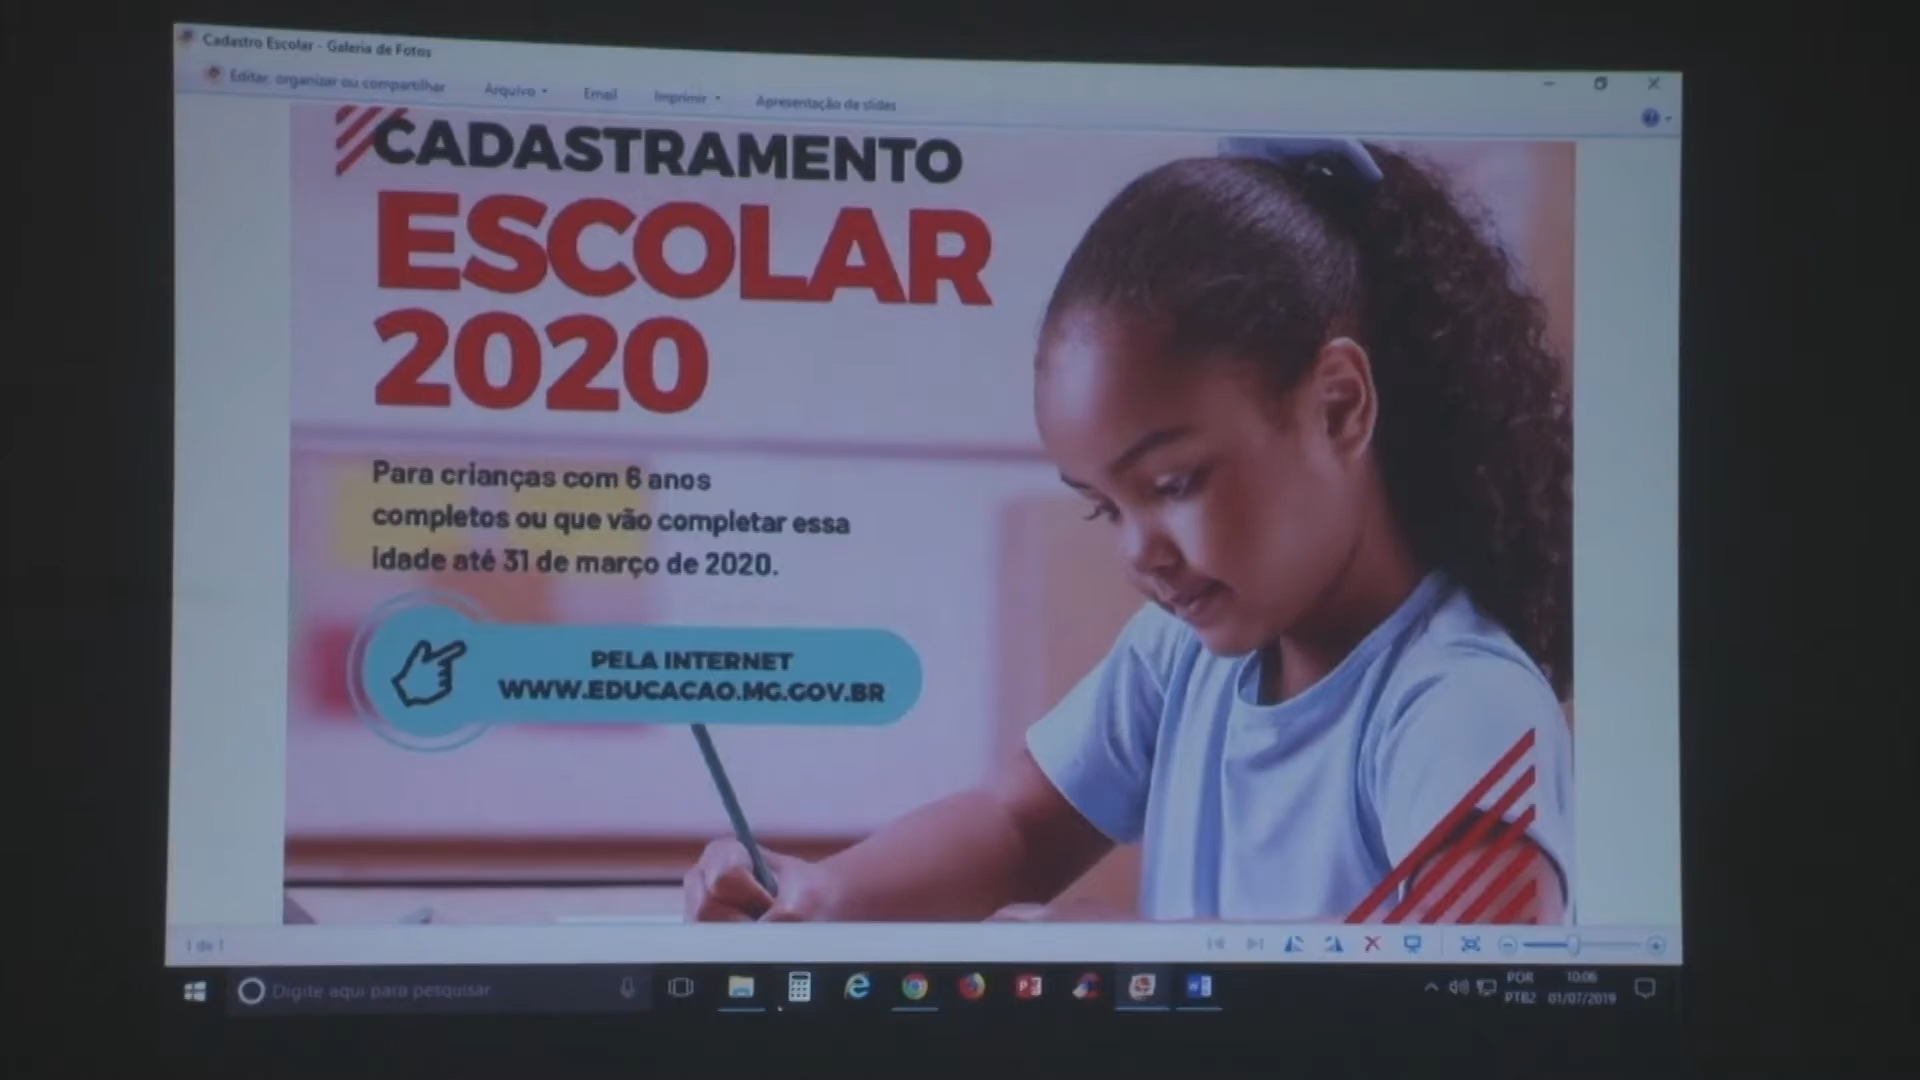 Cadastro Escolar - Galeria de Fotos
Editar, organizar ou compartilhar Arquivo Email Imprimir Apresentação de slides
CADASTRAMENTO
ESCOLAR
2020
Para crianças com 6 anos
completos ou que vão completar essa
idade até 31 de março de 2020.
PELA INTERNET
WWW.EDUCACAO.MG.GOV.BR
1 de 1
Digite aqui para pesquisar
POR 10:06
PTB2 01/07/2019